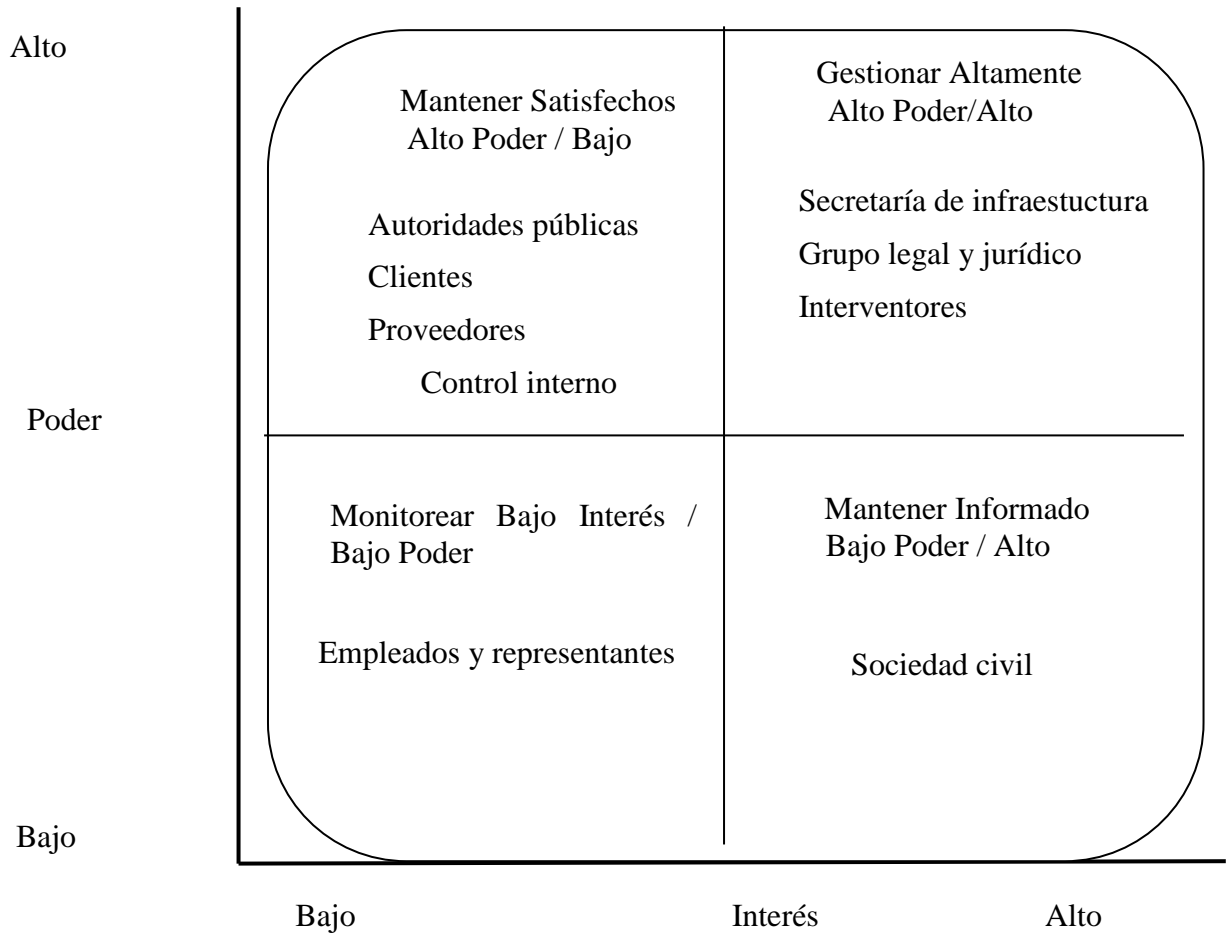 Alto
Mantener Satisfechos
Alto Poder / Bajo
Autoridades públicas
Clientes
Proveedores
Control interno
Gestionar Altamente
Alto Poder/Alto
Secretaría de infraestuctura
Grupo legal y jurídico
Interventores
Poder
Monitorear Bajo Interés /
Bajo Poder
Empleados y representantes
Mantener Informado
Bajo Poder / Alto
Sociedad civil
Bajo
Bajo
Interés
Alto